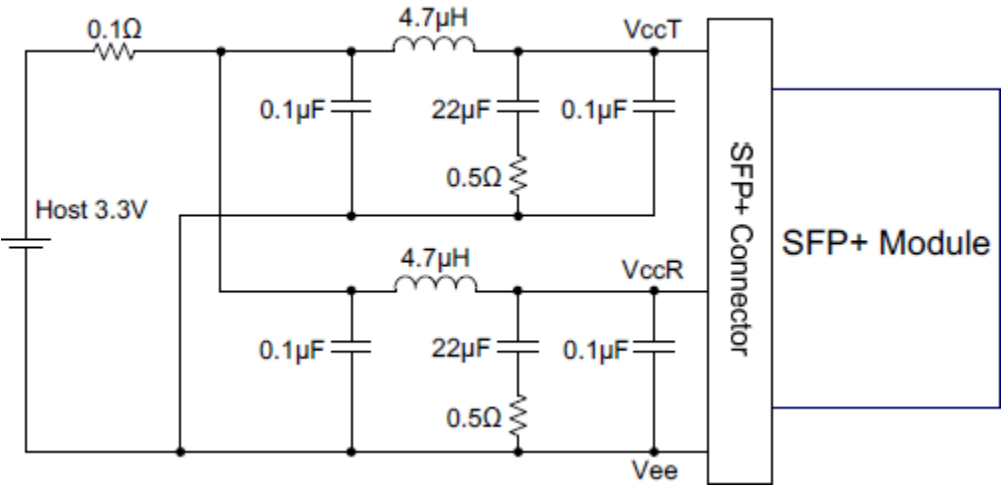 0.1Ω
4.7µH
VccT
0.1µF
22µF
0.1µF
0.5Ω
Host 3.3V
4.7µH
VccR
0.1µF
22µF
0.1µF
0.5Ω
Vee
SFP+ Connector
SFP+ Module